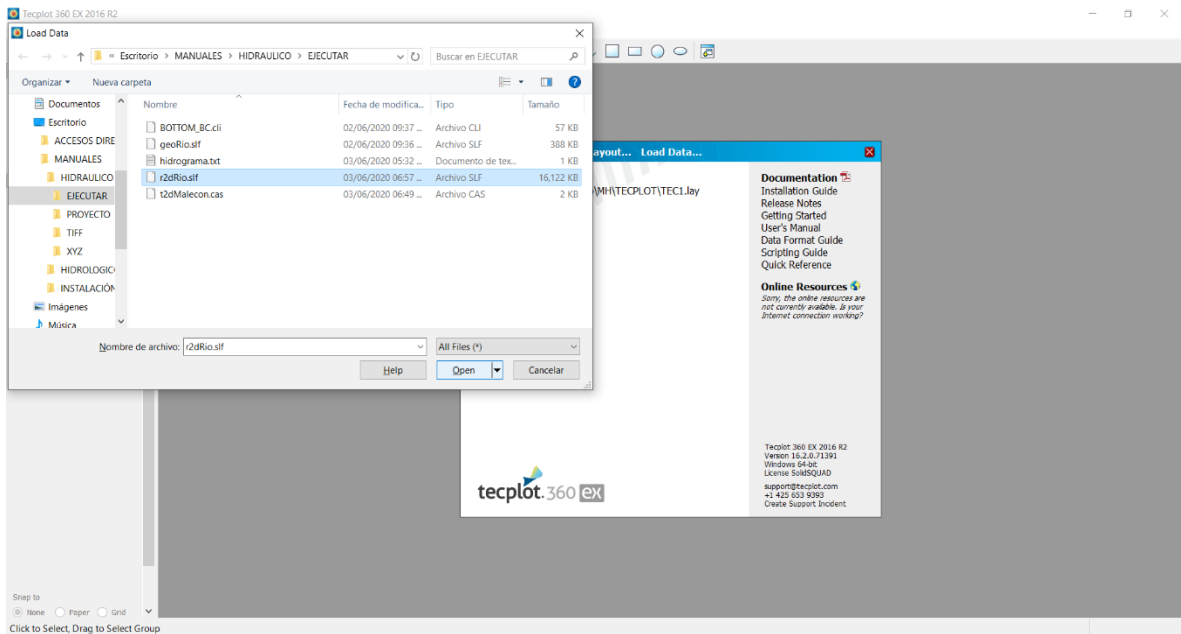 Tecplot 360 EX 2016 R2
Load Data
« Escritorio > MANUALES > HIDRAULICO > EJECUTAR
Buscar en EJECUTAR
Organizar
Nueva carpeta
Documentos
Escritorio
ACCESOS DIRE
MANUALES
HIDRAULICO
EJECUTAR
PROYECTO
TIFF
XYZ
HIDROLOGICO
INSTALACIÓN
Imágenes
Música
Nombre Fecha de modifica... Tipo Tamaño
BOTTOM_BC.cli 02/06/2020 09:37 ... Archivo CLI 57 KB
geoRio.slf 02/06/2020 09:36 ... Archivo SLF 388 KB
hidrograma.txt 03/06/2020 05:32 ... Documento de tex... 1 KB
r2dRio.slf 03/06/2020 06:57 ... Archivo SLF 16,122 KB
t2dMalecon.cas 03/06/2020 06:49 ... Archivo CAS 2 KB
Nombre de archivo: r2dRio.slf
All Files (*)
Help
Open
Cancelar
ayout... Load Data...
\MH\TECPLOT\TEC1.lay
Documentation
Installation Guide
Release Notes
Getting Started
User's Manual
Data Format Guide
Scripting Guide
Quick Reference
Online Resources
Sorry, the online resources are
not currently available. Is your
Internet connection working?
Tecplot 360 EX 2016 R2
Version 16.2.0.71391
Windows 64-bit
License SolidSQUAD
support@tecplot.com
+1 425 653 9393
Create Support Incident
tecplot.360 EX
Snap to
None Paper Grid
Click to Select, Drag to Select Group